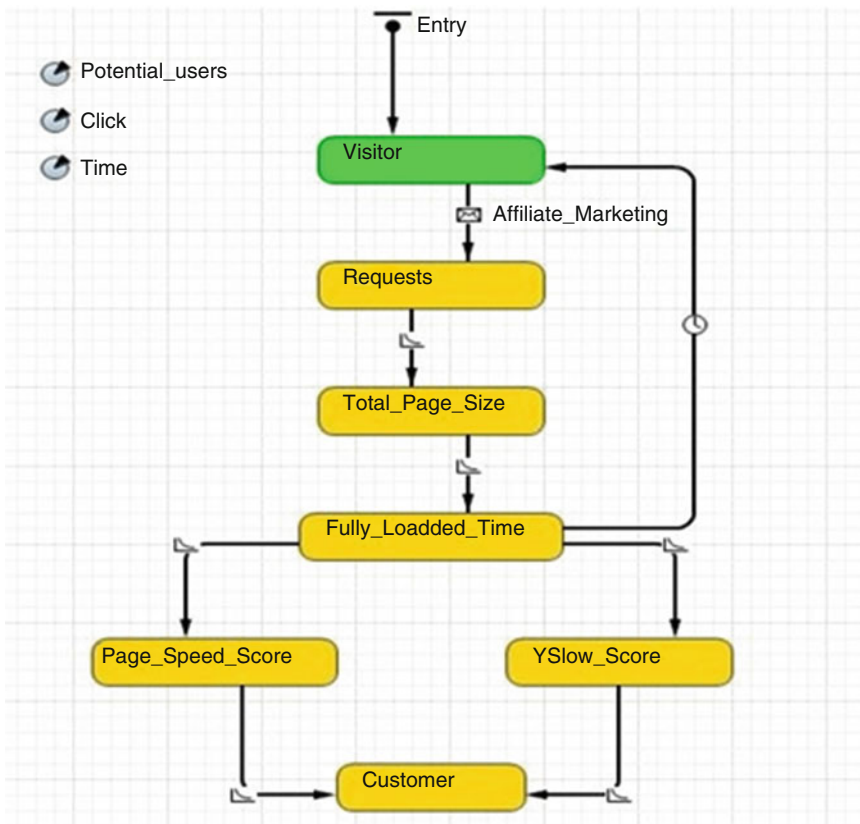 Entry
Potential_users
Click
Time
Visitor
Affiliate_Marketing
Requests
Total_Page_Size
Fully_Loadded_Time
Page_Speed_Score
YSlow_Score
Customer